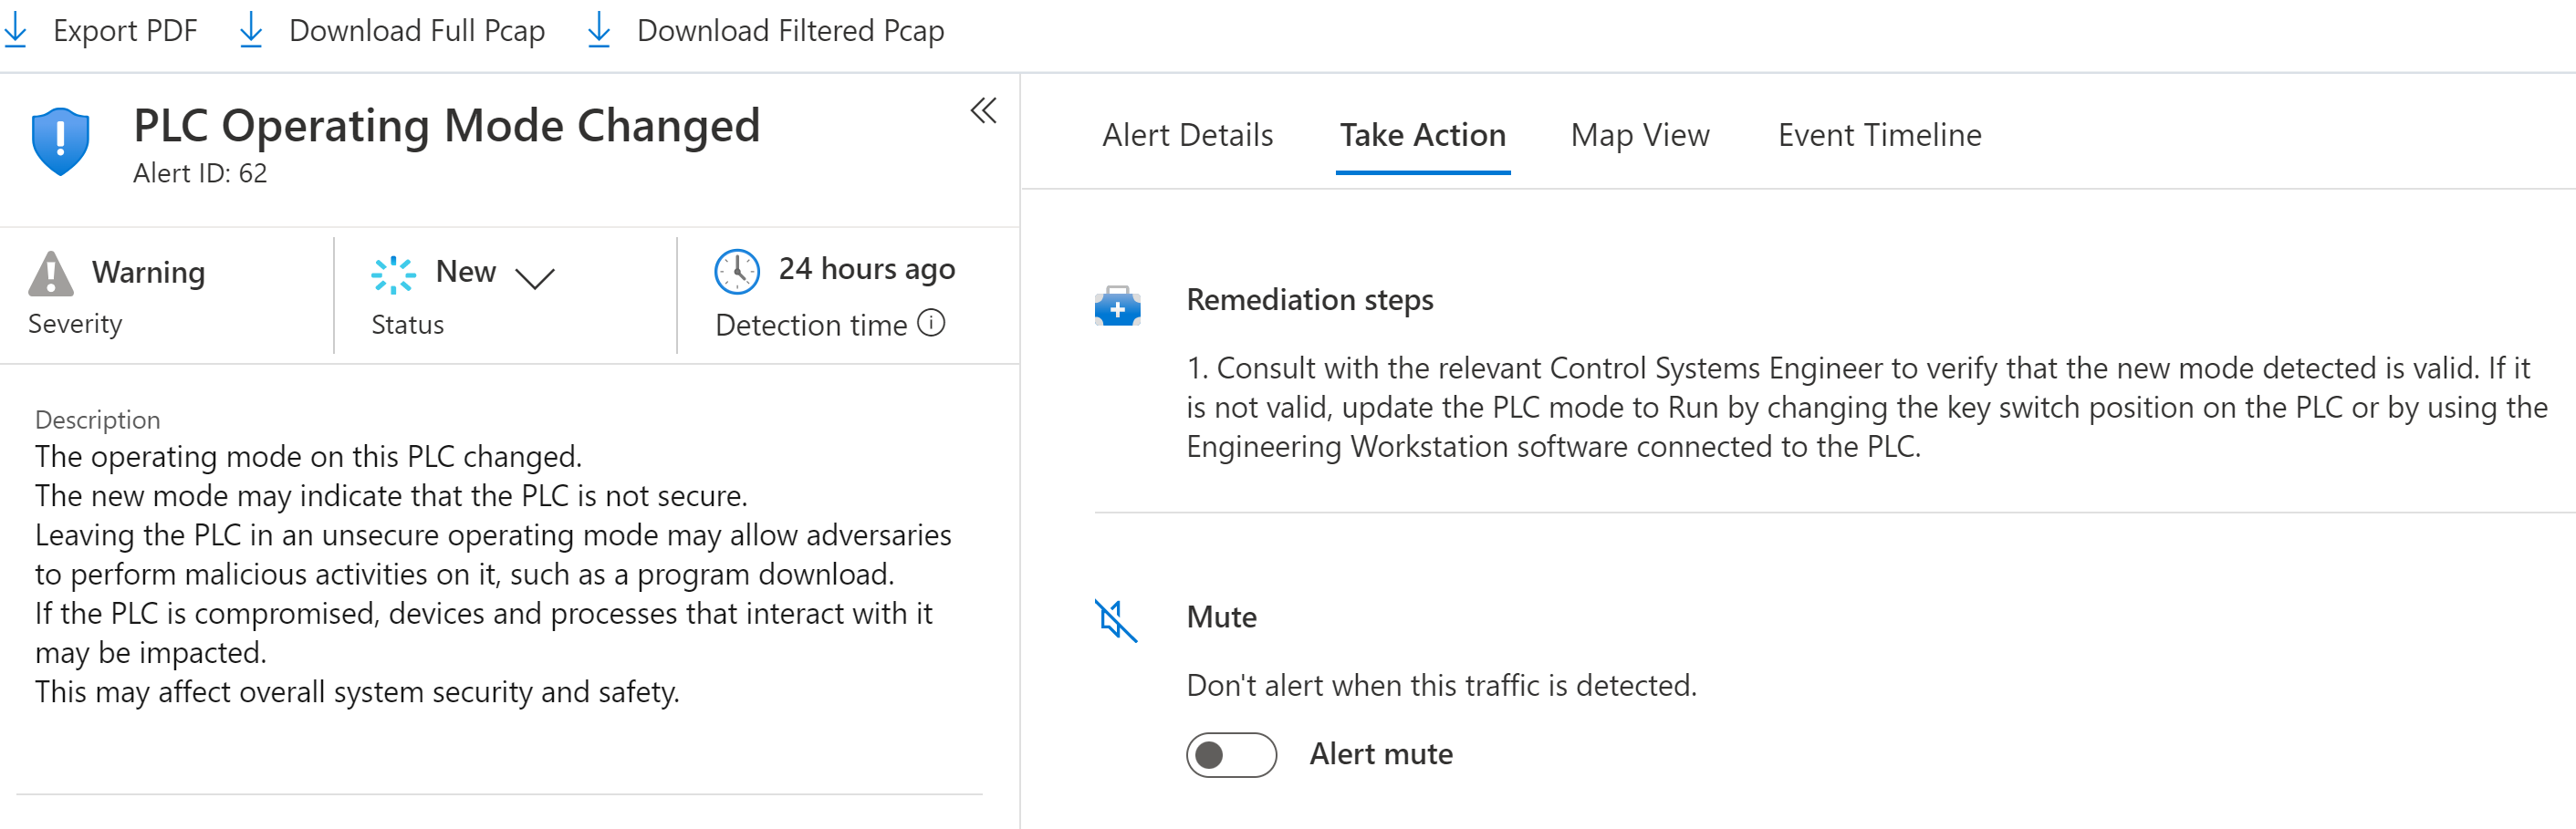 Export PDF
Download Full Pcap
Download Filtered Pcap
PLC Operating Mode Changed
Alert ID: 62
Warning
Severity
New
Status
24 hours ago
Detection time
Description
The operating mode on this PLC changed.
The new mode may indicate that the PLC is not secure.
Leaving the PLC in an unsecure operating mode may allow adversaries
to perform malicious activities on it, such as a program download.
If the PLC is compromised, devices and processes that interact with it
may be impacted.
This may affect overall system security and safety.
Alert Details
Take Action
Map View
Event Timeline
Remediation steps
1. Consult with the relevant Control Systems Engineer to verify that the new mode detected is valid. If it
is not valid, update the PLC mode to Run by changing the key switch position on the PLC or by using the
Engineering Workstation software connected to the PLC.
Mute
Don't alert when this traffic is detected.
Alert mute